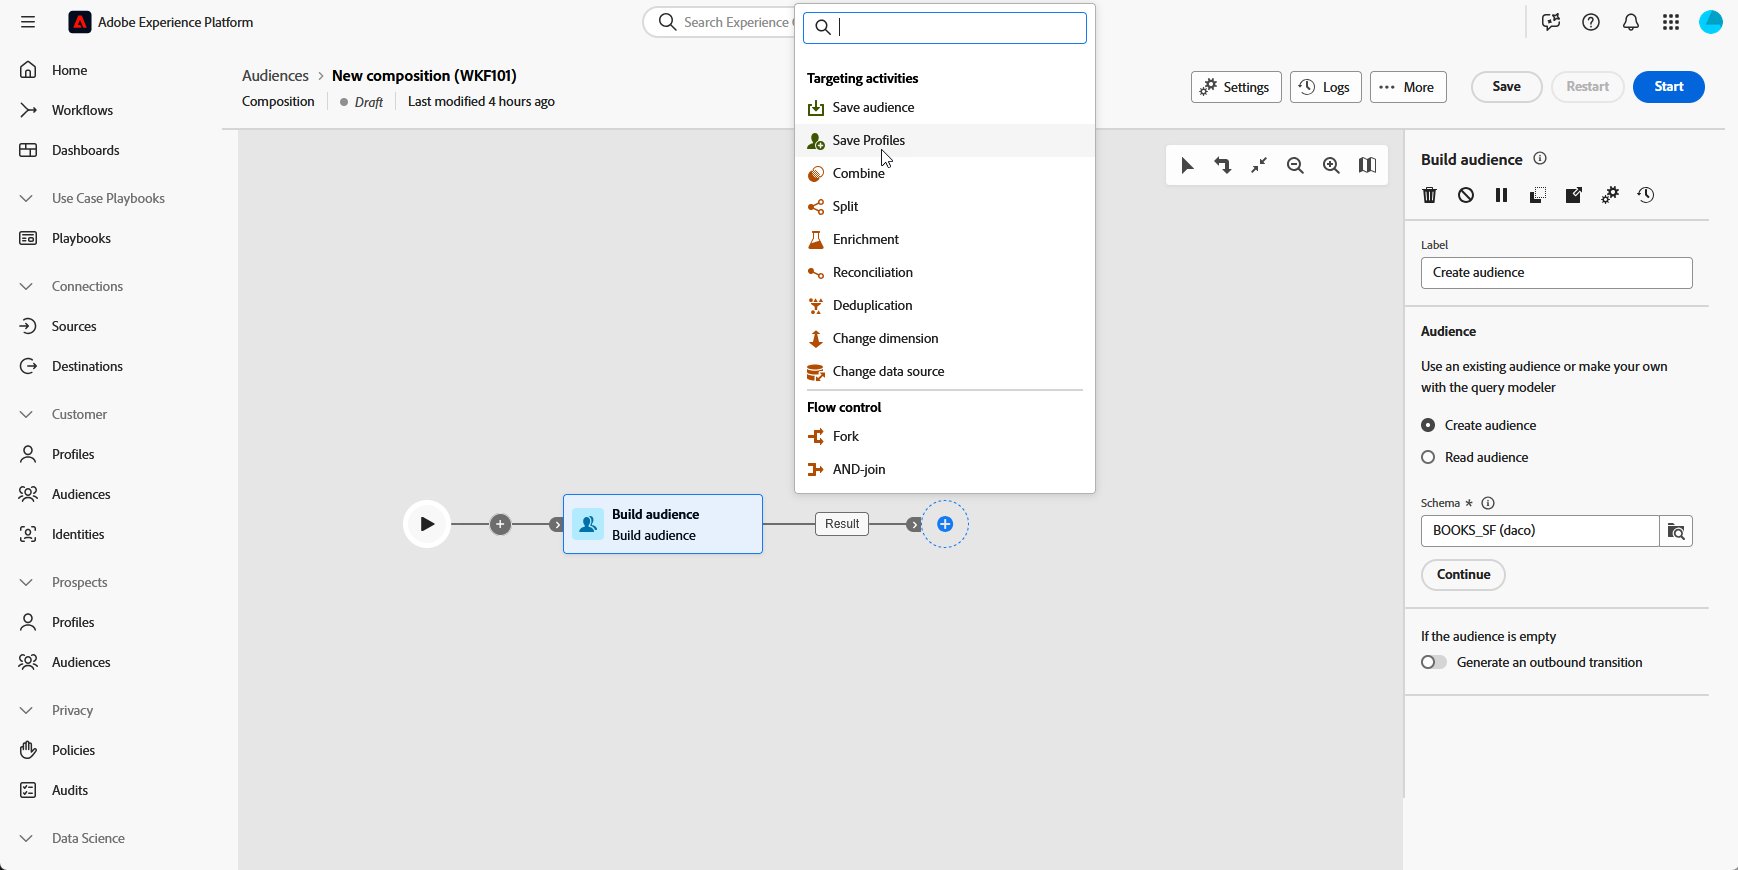 Adobe Experience Platform
Search Experience
Home
Workflows
Dashboards
Use Case Playbooks
Playbooks
Connections
Sources
Destinations
Customer
Profiles
Audiences
Identities
Prospects
Profiles
Audiences
Privacy
Policies
Audits
Data Science
Audiences > New composition (WKF101)
Composition Draft Last modified 4 hours ago
Settings Logs More Save Restart Start
Targeting activities
Save audience
Save Profiles
Combine
Split
Enrichment
Reconciliation
Deduplication
Change dimension
Change data source
Flow control
Fork
AND-join
Build audience
Build audience
Result
Build audience
Label
Create audience
Audience
Use an existing audience or make your own
with the query modeler
Create audience
Read audience
Schema *
BOOKS_SF (daco)
Continue
If the audience is empty
Generate an outbound transition